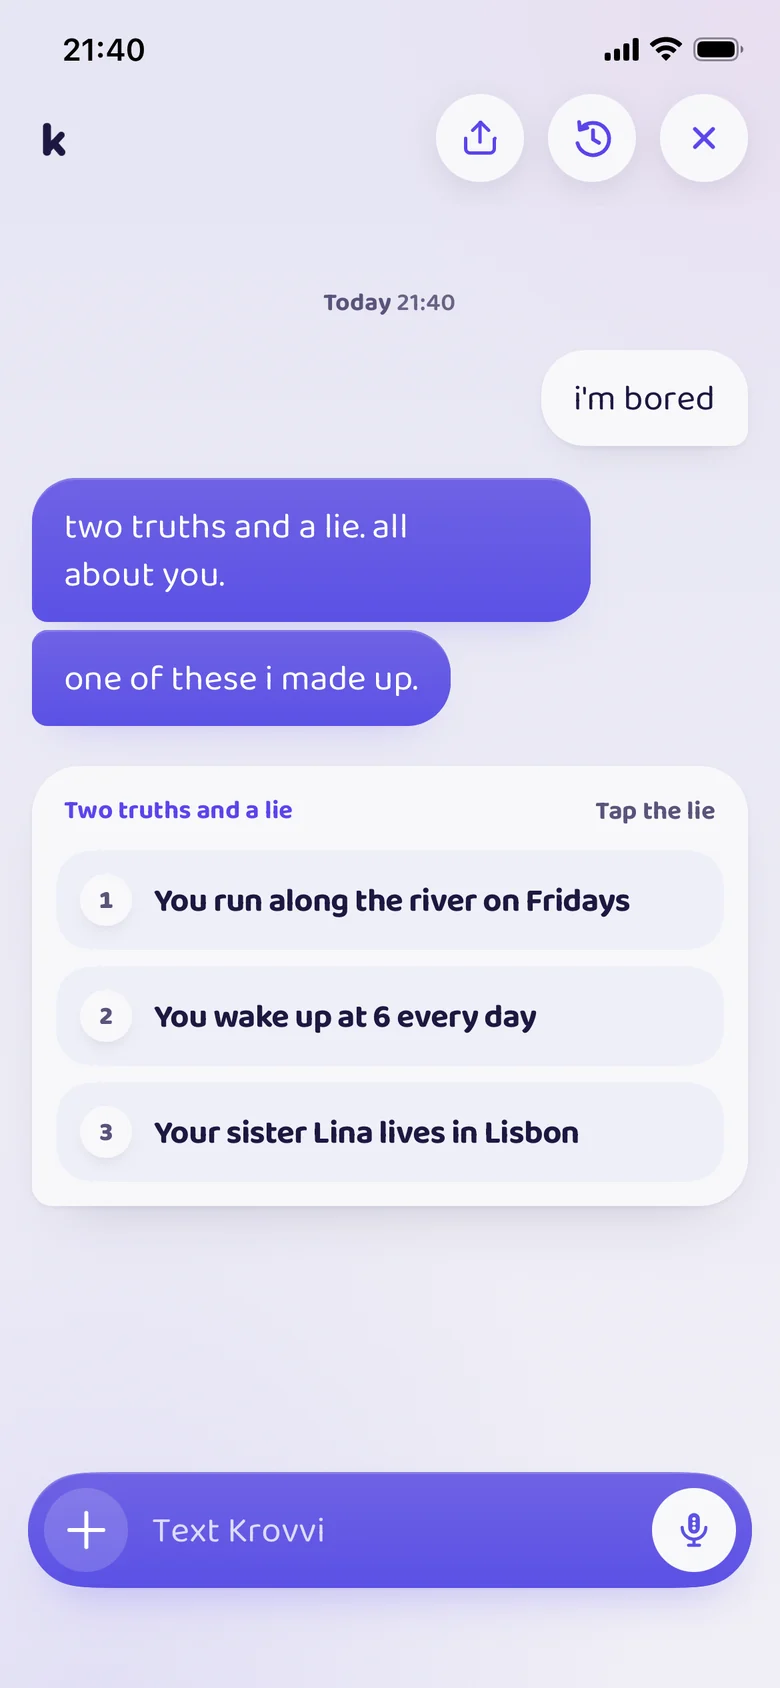 21:40
k
Today 21:40
i'm bored
two truths and a lie. all
about you.
one of these i made up.
Two truths and a lie
Tap the lie
1 You run along the river on Fridays
2 You wake up at 6 every day
3 Your sister Lina lives in Lisbon
Text Krovvi